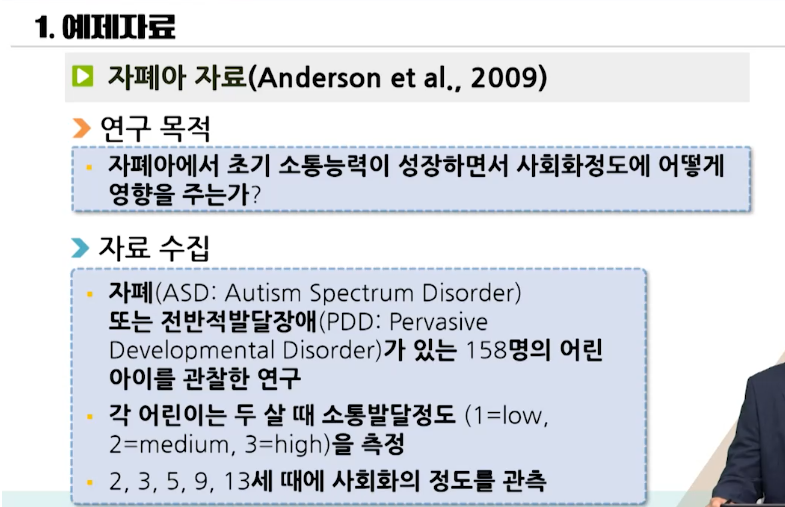 1. 예제자료
자폐아 자료(Anderson et al., 2009)
연구 목적
자폐아에서 초기 소통능력이 성장하면서 사회화정도에 어떻게
영향을 주는가?
자료 수집
자폐(ASD: Autism Spectrum Disorder)
또는 전반적발달장애(PDD: Pervasive
Developmental Disorder)가 있는 158명의 어린
아이를 관찰한 연구
각 어린이는 두 살 때 소통발달정도 (1=low,
2=medium, 3=high)을 측정
2, 3, 5, 9, 13세 때에 사회화의 정도를 관측